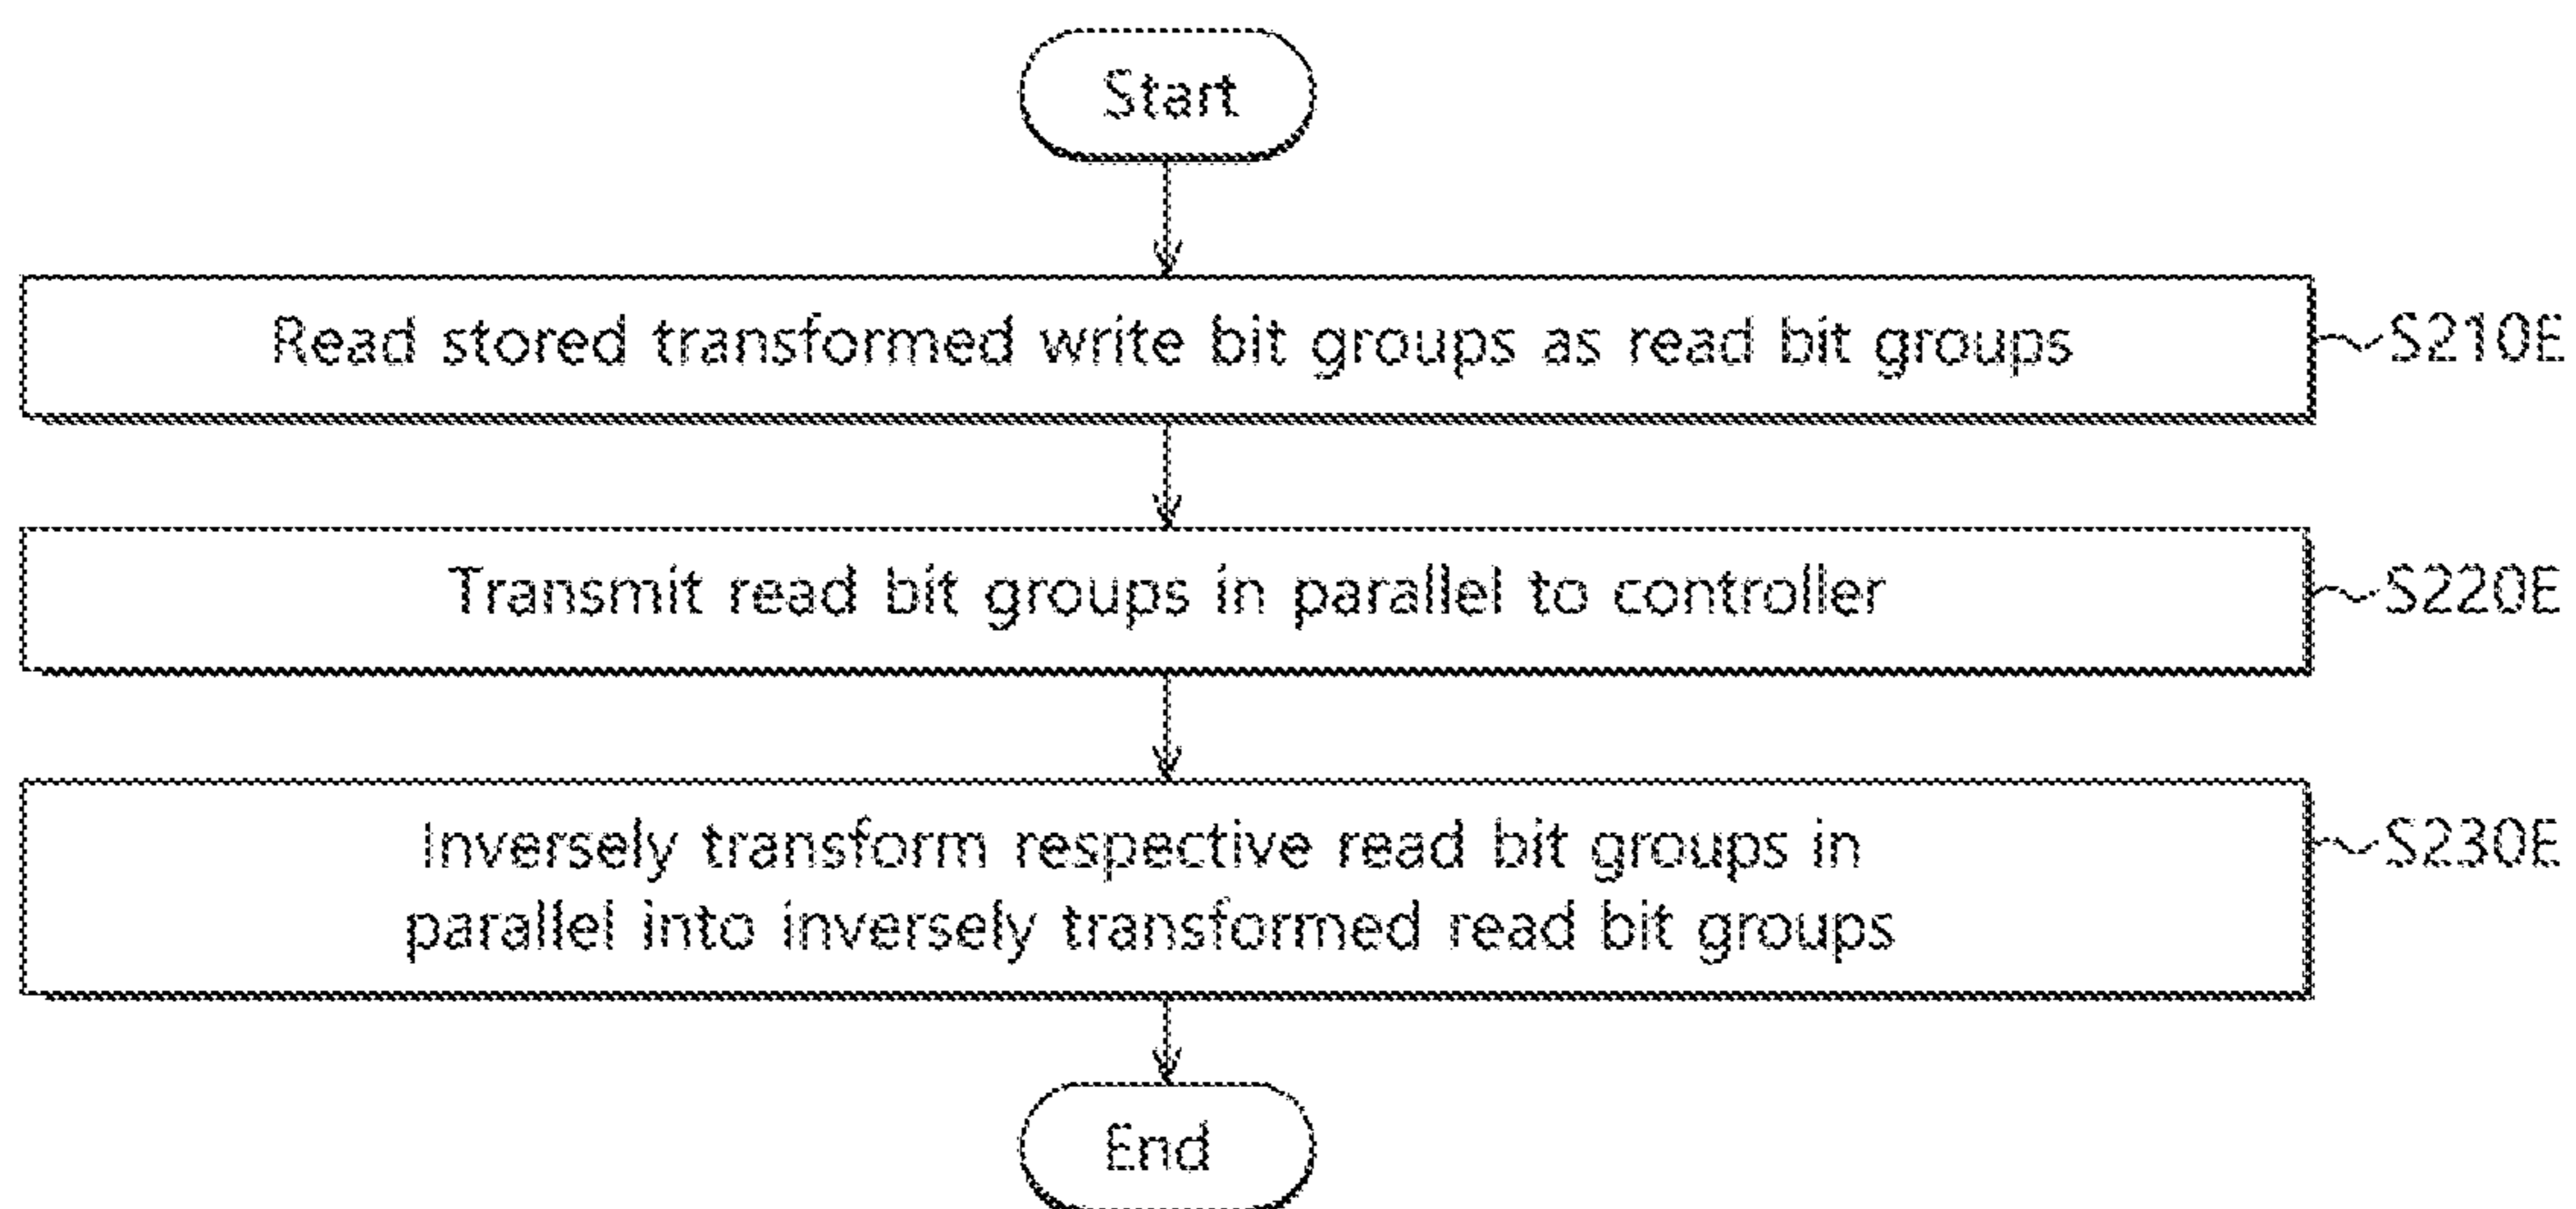 Start
Read stored transformed write bit groups as read bit groups
S210E
Transmit read bit groups in parallel to controller
S220E
Inversely transform respective read bit groups in
parallel into inversely transformed read bit groups
S230E
End